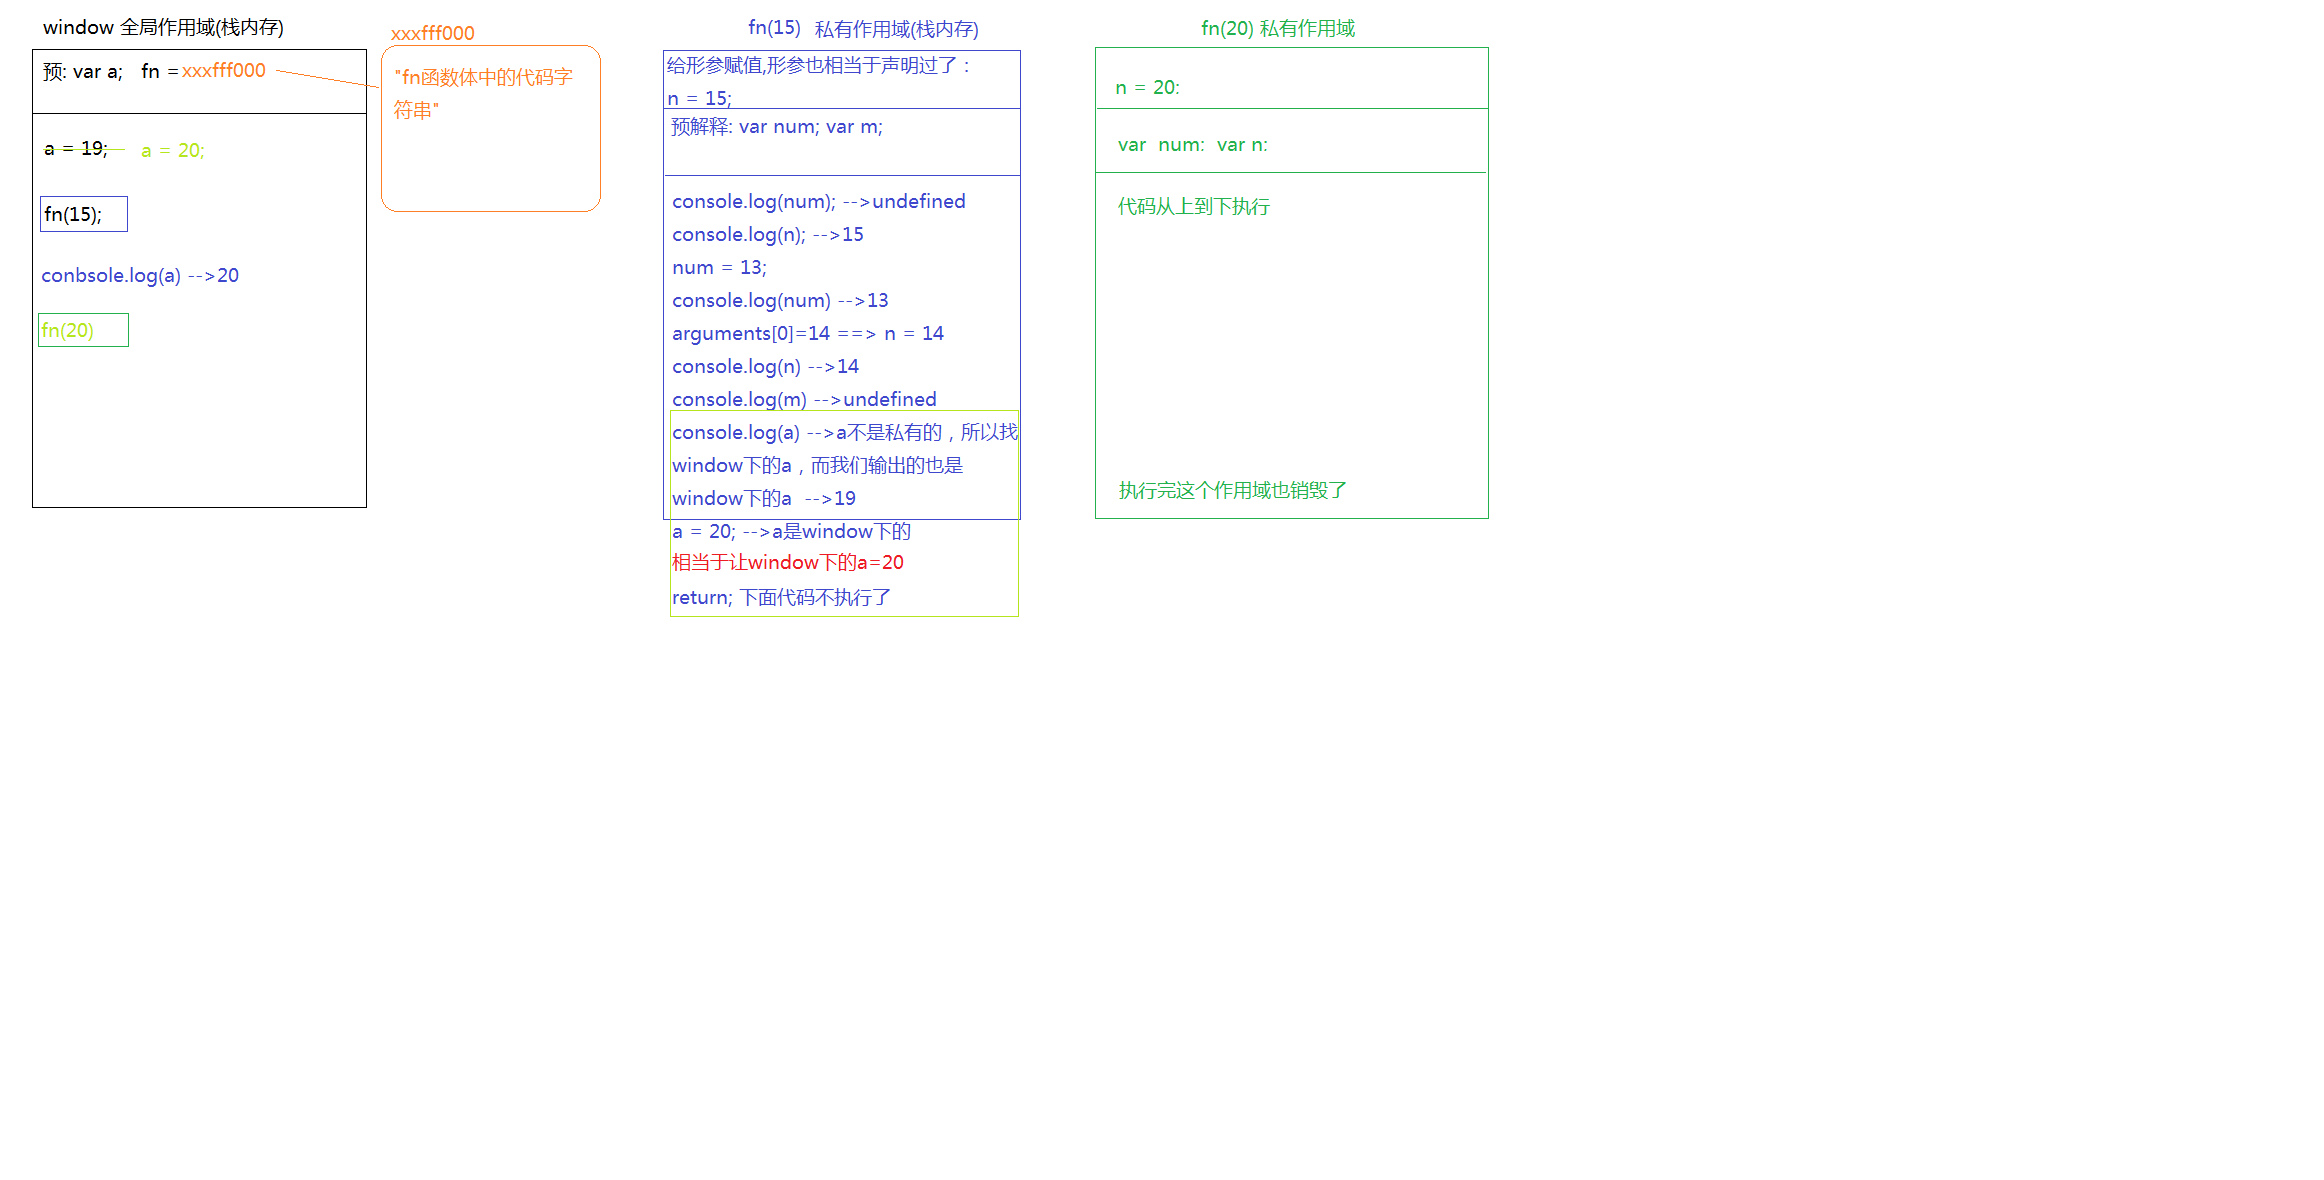 window 全局作用域(栈内存)
预: var a;   fn =xxxfff000
a = 19;   a = 20;
fn(15);
conbsole.log(a) -->20
fn(20)
xxxfff000
"fn函数体中的代码字
符串"
fn(15)  私有作用域(栈内存)
给形参赋值,形参也相当于声明过了：
n = 15;
预解释: var num; var m;
console.log(num); -->undefined
console.log(n); -->15
num = 13;
console.log(num) -->13
arguments[0]=14 ==> n = 14
console.log(n) -->14
console.log(m) -->undefined
console.log(a) -->a不是私有的，所以找
window下的a，而我们输出的也是
window下的a  -->19
a = 20; -->a是window下的
相当于让window下的a=20
return; 下面代码不执行了
fn(20) 私有作用域
n = 20:
var  num:  var n:
代码从上到下执行
执行完这个作用域也销毁了